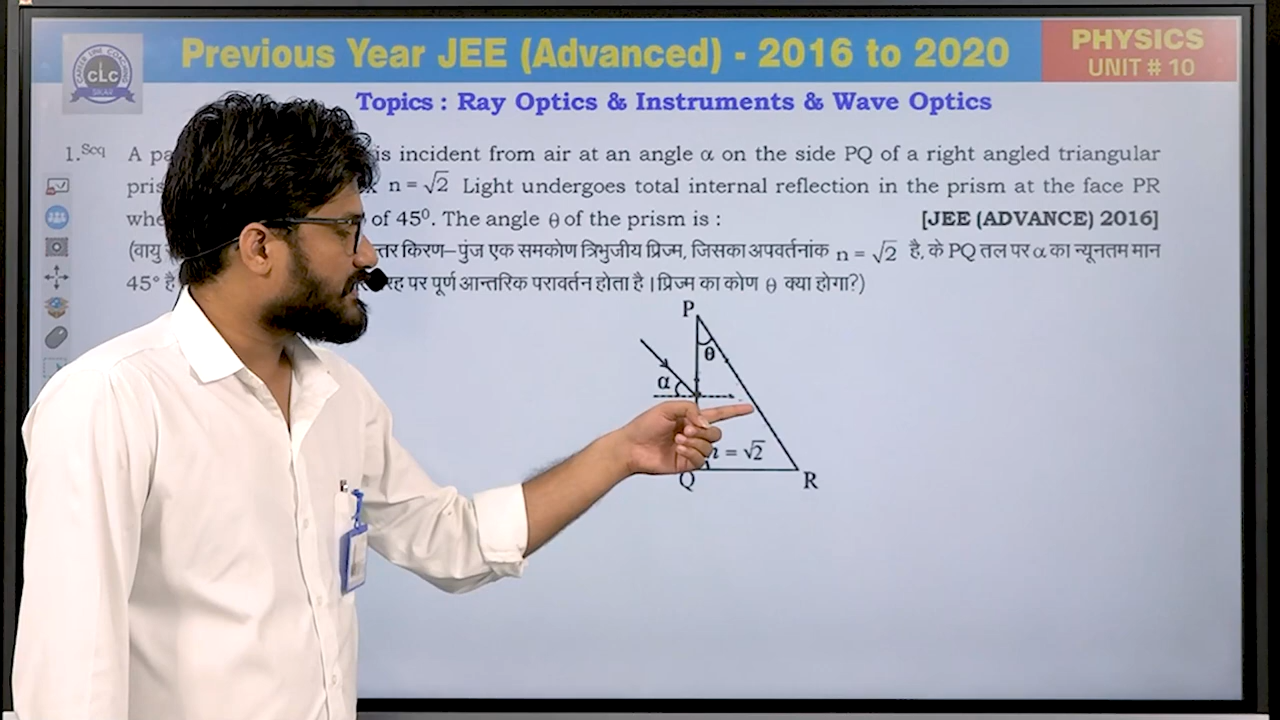 Previous Year JEE (Advanced) - 2016 to 2020
PHYSICS
UNIT # 10
CLC
SIKAR
Topics : Ray Optics & Instruments & Wave Optics
1. Scq A pa is incident from air at an angle α on the side PQ of a right angled triangular
pris n = √2 Light undergoes total internal reflection in the prism at the face PR
whe of 45⁰. The angle θ of the prism is : [JEE (ADVANCE) 2016]
(वायु किरण–पुंज एक समकोण त्रिभुजीय प्रिज्म, जिसका अपवर्तनांक n = √2 है, के PQ तल पर α का न्यूनतम मान
45° है पर पूर्ण आन्तरिक परावर्तन होता है । प्रिज्म का कोण θ क्या होगा?)
P
θ
α
n = √2
Q
R